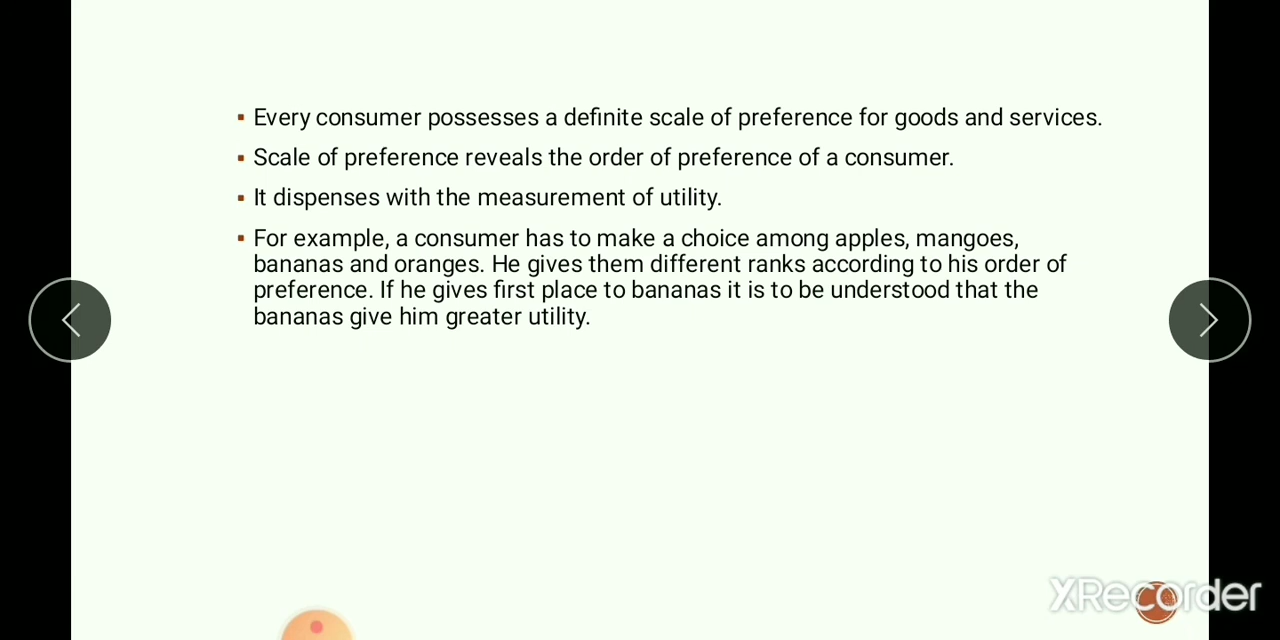 ▪ Every consumer possesses a definite scale of preference for goods and services.
▪ Scale of preference reveals the order of preference of a consumer.
▪ It dispenses with the measurement of utility.
▪ For example, a consumer has to make a choice among apples, mangoes,
bananas and oranges. He gives them different ranks according to his order of
preference. If he gives first place to bananas it is to be understood that the
bananas give him greater utility.
XRecorder